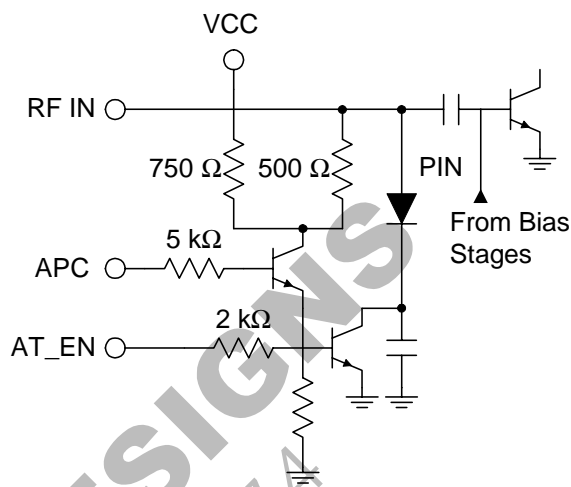 VCC
RF IN
750 Ω
500 Ω
PIN
From Bias
Stages
5 kΩ
APC
2 kΩ
AT_EN